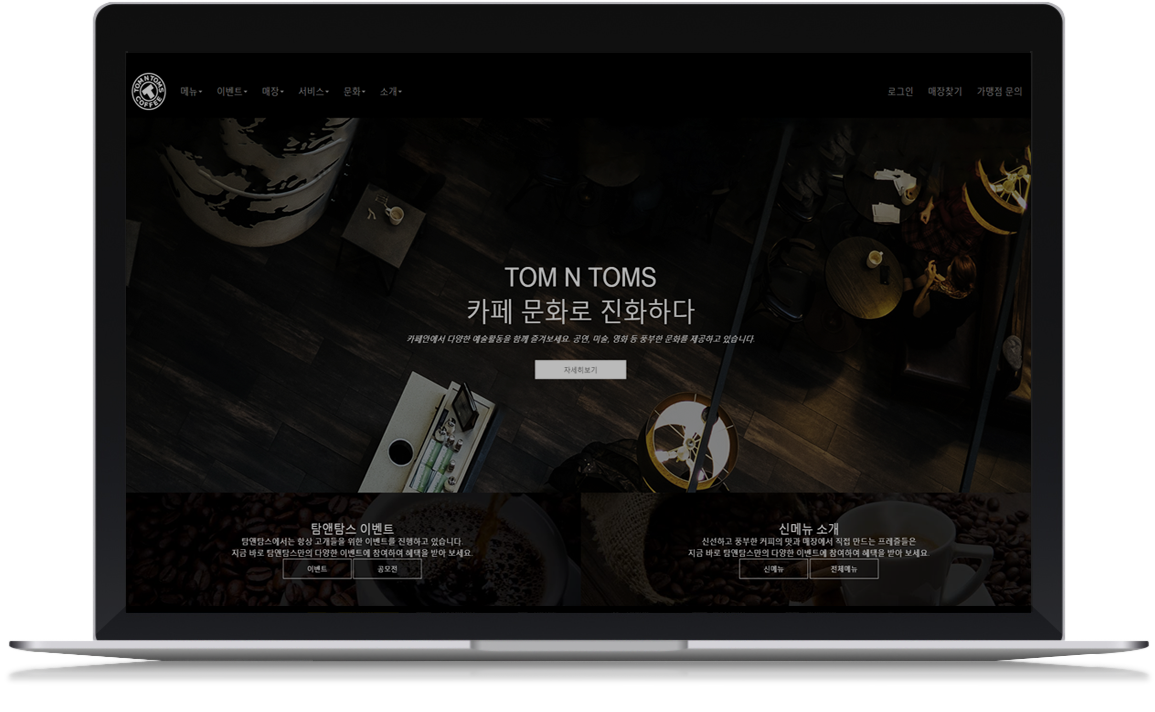 TOM N TOMS
COFFEE
메뉴 이벤트 매장 서비스 문화 소개 로그인 매장찾기 가맹점 문의
TOM N TOMS
카페 문화로 진화하다
카페안에서 다양한 예술활동을 함께 즐겨보세요. 공연, 미술, 영화 등 풍부한 문화를 제공하고 있습니다.
자세히보기
탐앤탐스 이벤트
탐앤탐스에서는 항상 고객들을 위한 이벤트를 진행하고 있습니다.
지금 바로 탐앤탐스만의 다양한 이벤트에 참여하여 혜택을 받아 보세요.
이벤트 공모전
신메뉴 소개
신선하고 풍부한 커피의 맛과 매장에서 직접 만드는 프레즐들은
지금 바로 탐앤탐스만의 다양한 이벤트에 참여하여 혜택을 받아 보세요.
신메뉴 전체메뉴